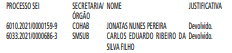 PROCESSO SEI SECRETARIA/ NOME JUSTIFICATIVA
ÓRGÃO
6010.2021/0000159-9 COHAB JONATAS NUNES PEREIRA Devolvido.
6033.2021/0000686-3 SMSUB CARLOS EDUARDO RIBEIRO DA Devolvido.
SILVA FILHO